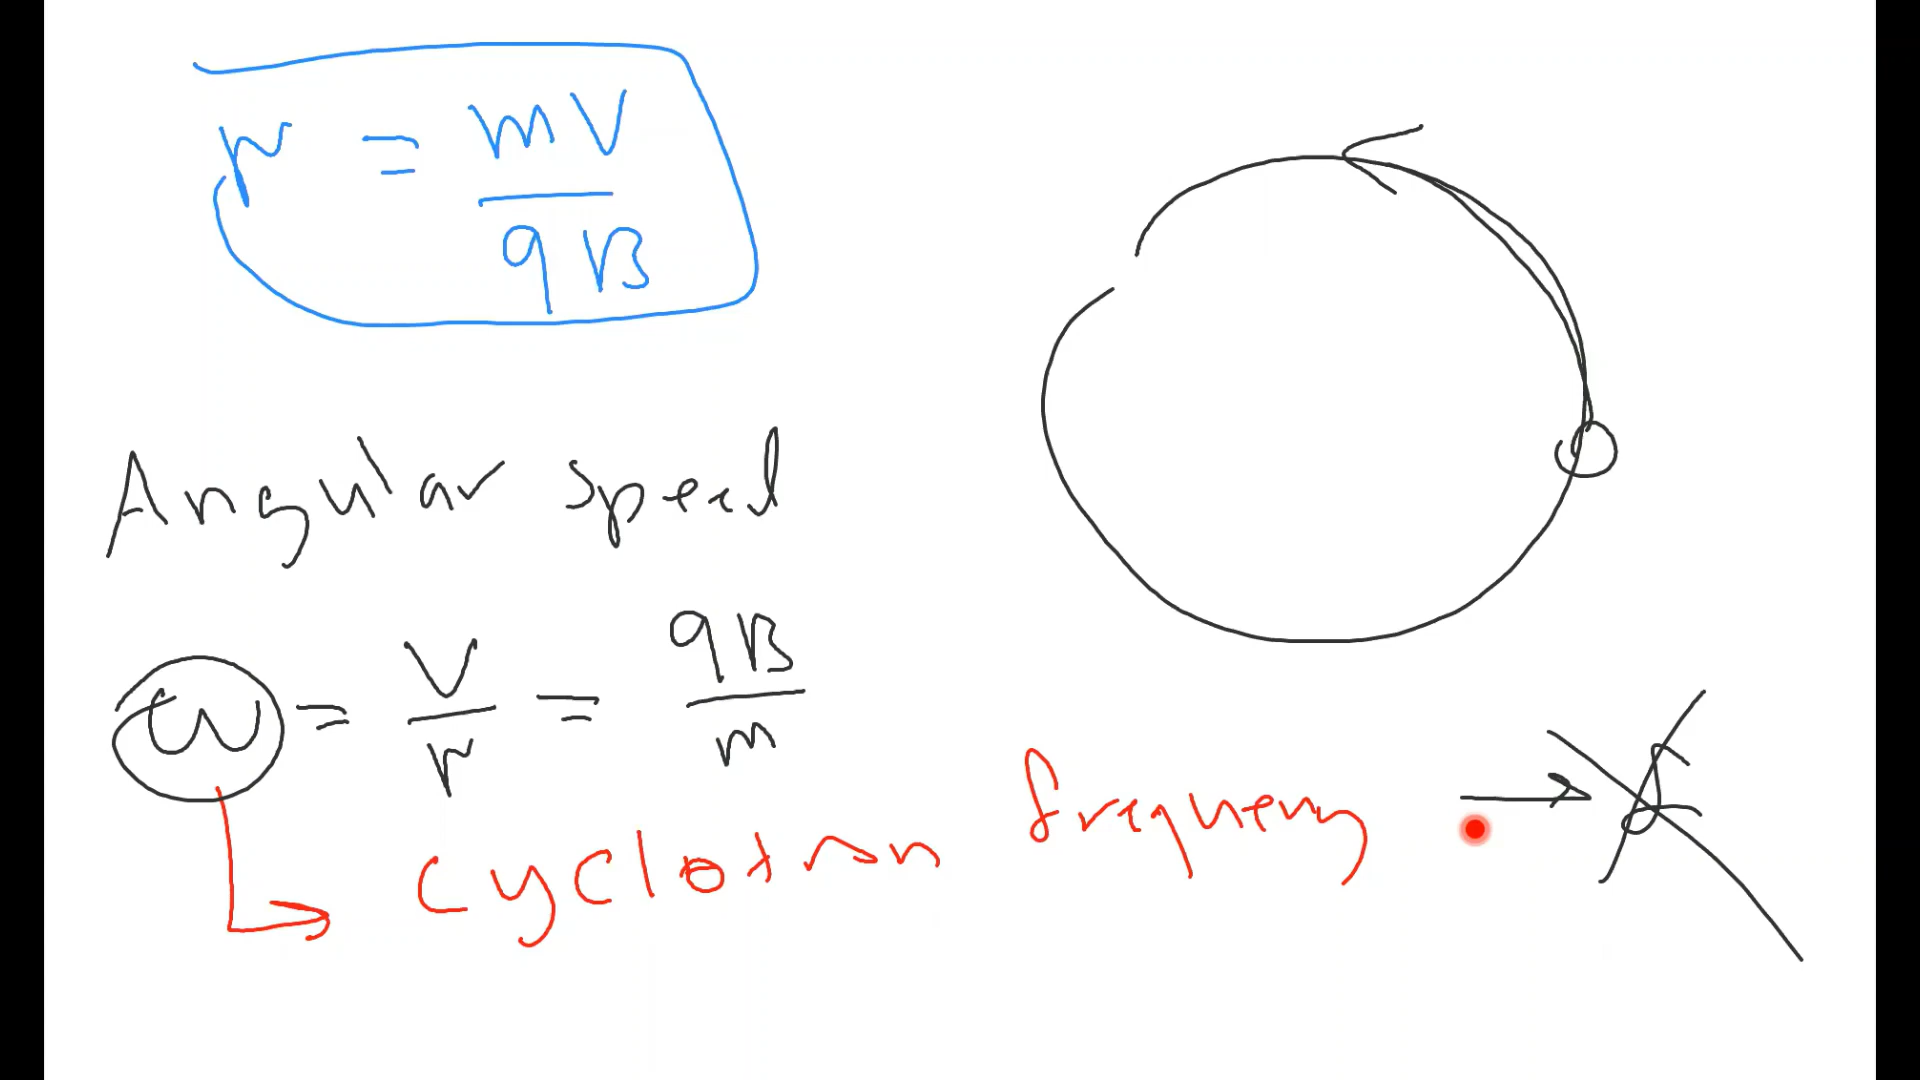 r = mv / qB
Angular speed
ω = v / r = qB / m
cyclotron frequency → f